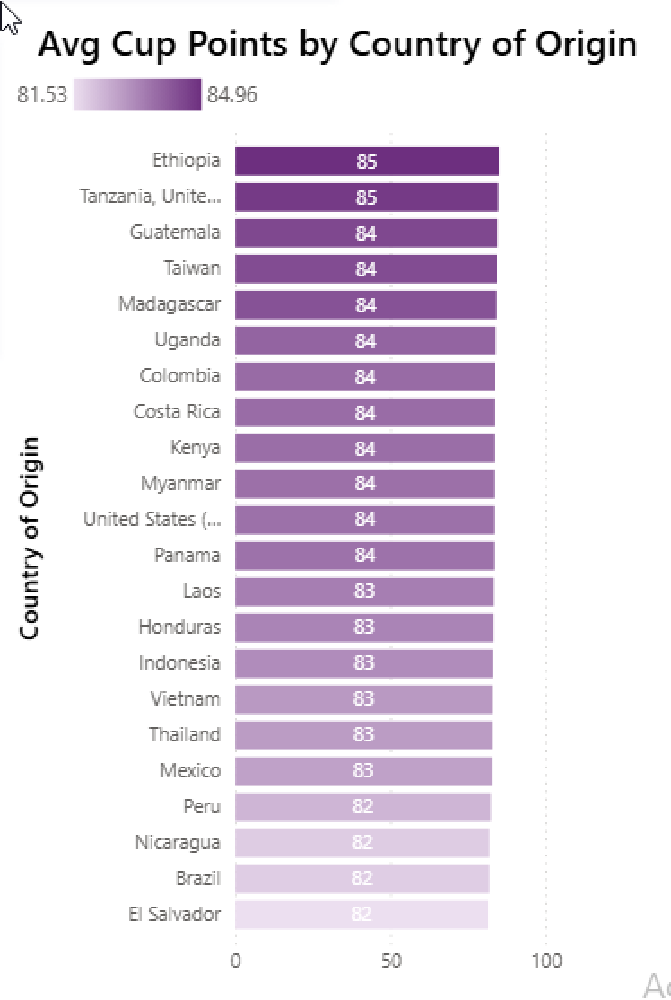 Avg Cup Points by Country of Origin
81.53 84.96
Ethiopia 85
Tanzania, Unite... 85
Guatemala 84
Taiwan 84
Madagascar 84
Uganda 84
Colombia 84
Costa Rica 84
Kenya 84
Myanmar 84
United States (... 84
Panama 84
Laos 83
Honduras 83
Indonesia 83
Vietnam 83
Thailand 83
Mexico 83
Peru 82
Nicaragua 82
Brazil 82
El Salvador 82
Country of Origin
0 50 100